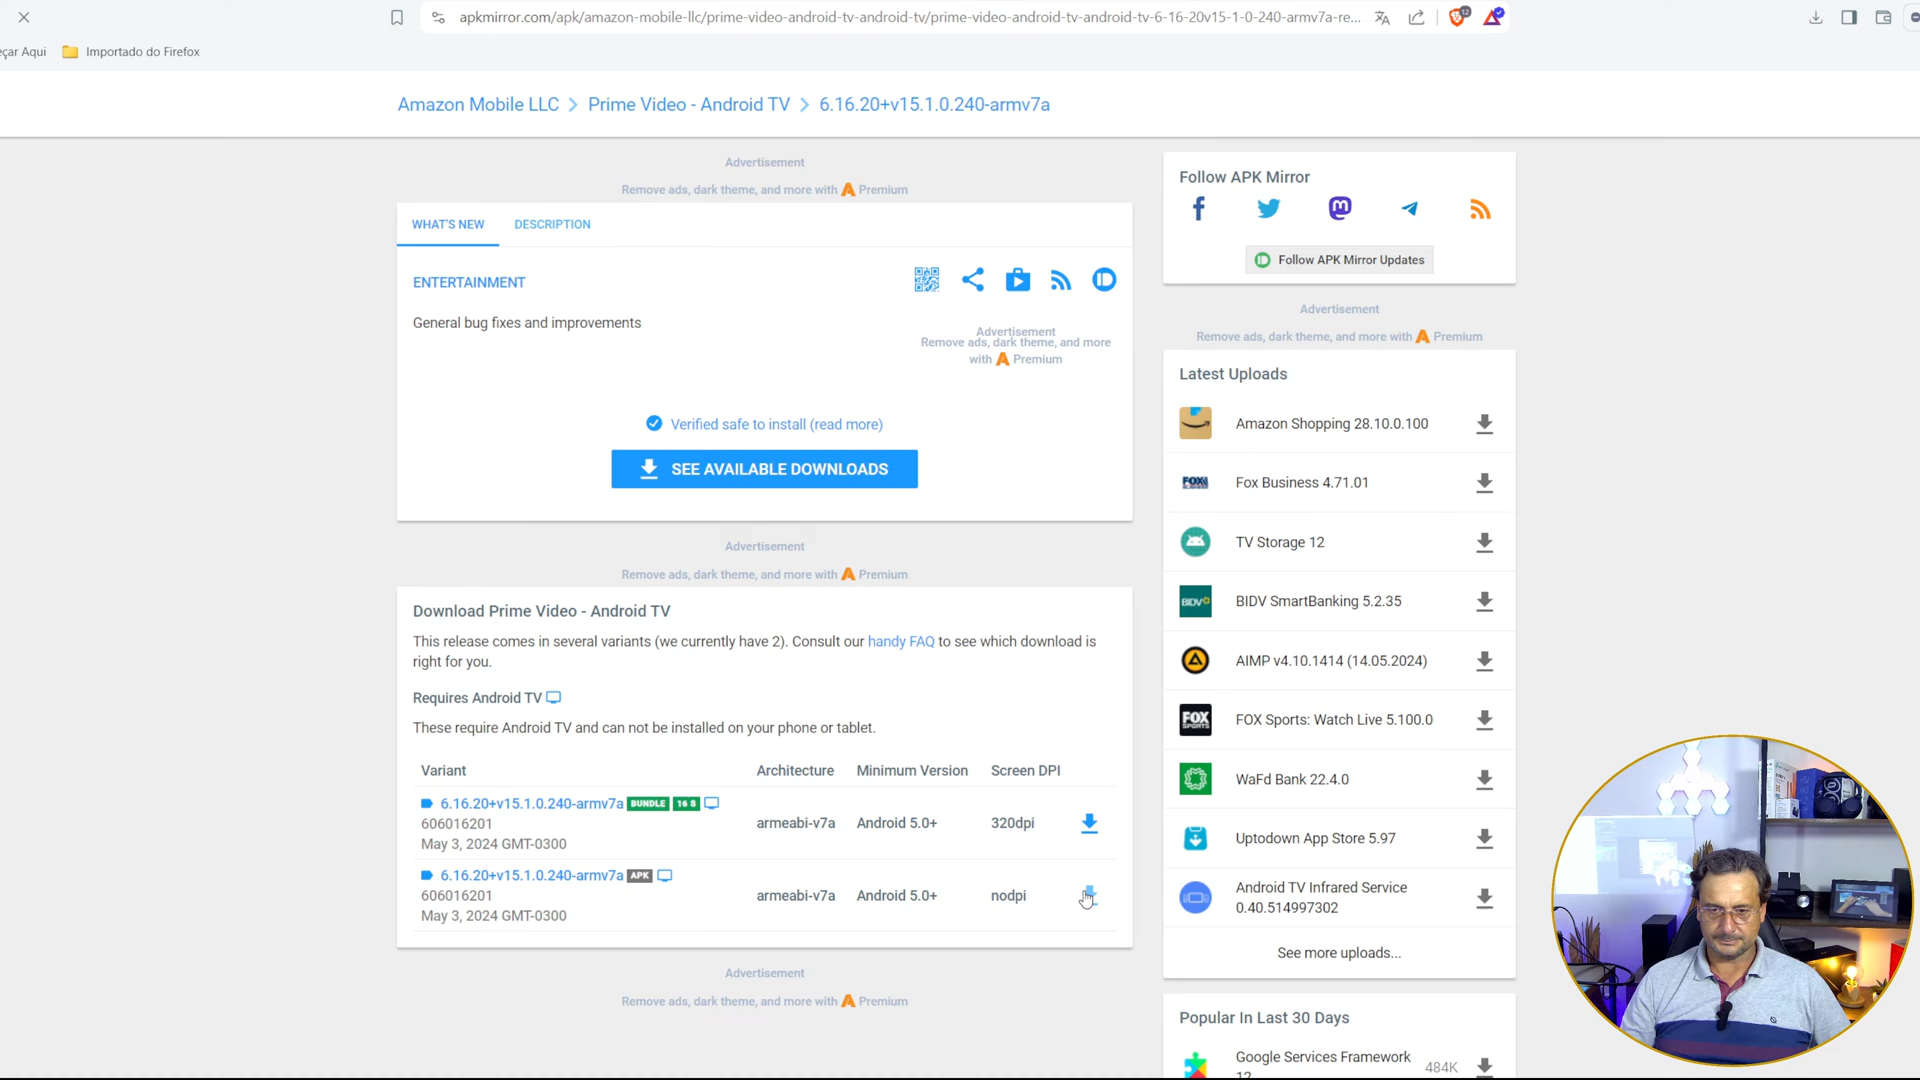 apkmirror.com/apk/amazon-mobile-llc/prime-video-android-tv-android-tv/prime-video-android-tv-android-tv-6-16-20v15-1-0-240-armv7a-re...
12
eçar Aqui
Importado do Firefox
Amazon Mobile LLC
Prime Video - Android TV
6.16.20+v15.1.0.240-armv7a
Advertisement
Remove ads, dark theme, and more with Premium
WHAT'S NEW
DESCRIPTION
ENTERTAINMENT
General bug fixes and improvements
Advertisement
Remove ads, dark theme, and more
with Premium
Verified safe to install (read more)
SEE AVAILABLE DOWNLOADS
Advertisement
Remove ads, dark theme, and more with Premium
Download Prime Video - Android TV
This release comes in several variants (we currently have 2). Consult our handy FAQ to see which download is
right for you.
Requires Android TV
These require Android TV and can not be installed on your phone or tablet.
Variant Architecture Minimum Version Screen DPI
6.16.20+v15.1.0.240-armv7a BUNDLE 16 S
606016201 armeabi-v7a Android 5.0+ 320dpi
May 3, 2024 GMT-0300
6.16.20+v15.1.0.240-armv7a APK
606016201 armeabi-v7a Android 5.0+ nodpi
May 3, 2024 GMT-0300
Advertisement
Remove ads, dark theme, and more with Premium
Follow APK Mirror
Follow APK Mirror Updates
Advertisement
Remove ads, dark theme, and more with Premium
Latest Uploads
Amazon Shopping 28.10.0.100
Fox Business 4.71.01
TV Storage 12
BIDV
BIDV SmartBanking 5.2.35
AIMP v4.10.1414 (14.05.2024)
FOX
SPORTS
FOX Sports: Watch Live 5.100.0
WaFd Bank 22.4.0
Uptodown App Store 5.97
Android TV Infrared Service
0.40.514997302
See more uploads...
Popular In Last 30 Days
Google Services Framework
12
484K